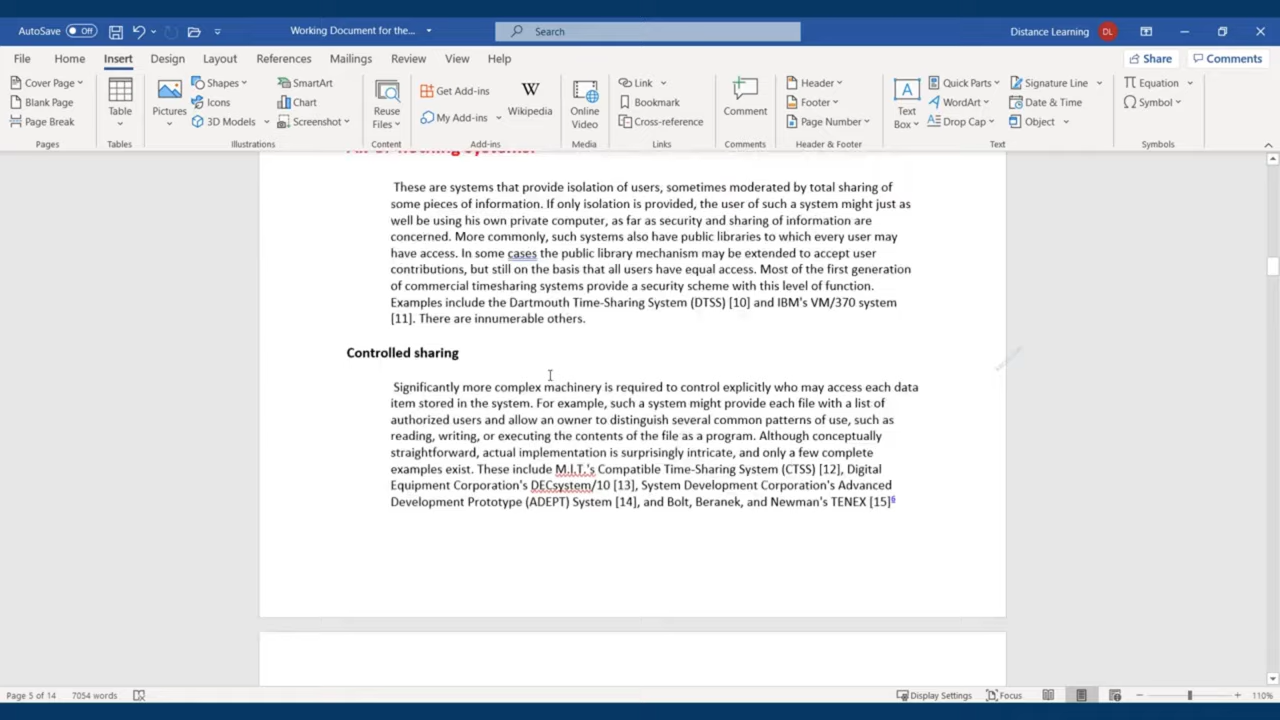 AutoSave Off Working Document for the... Search Distance Learning DL
File Home Insert Design Layout References Mailings Review View Help Share Comments
Cover Page
Blank Page
Page Break
Pages
Table
Tables
Pictures
Shapes
Icons
3D Models
SmartArt
Chart
Screenshot
Illustrations
Reuse
Files
Content
Get Add-ins
My Add-ins
W
Wikipedia
Add-ins
Online
Video
Media
Link
Bookmark
Cross-reference
Links
Comment
Comments
Header
Footer
Page Number
Header & Footer
A
Text
Box
Quick Parts
WordArt
Drop Cap
Signature Line
Date & Time
Object
Text
Equation
Symbol
Symbols
These are systems that provide isolation of users, sometimes moderated by total sharing of
some pieces of information. If only isolation is provided, the user of such a system might just as
well be using his own private computer, as far as security and sharing of information are
concerned. More commonly, such systems also have public libraries to which every user may
have access. In some cases the public library mechanism may be extended to accept user
contributions, but still on the basis that all users have equal access. Most of the first generation
of commercial timesharing systems provide a security scheme with this level of function.
Examples include the Dartmouth Time-Sharing System (DTSS) [10] and IBM's VM/370 system
[11]. There are innumerable others.
Controlled sharing
Significantly more complex machinery is required to control explicitly who may access each data
item stored in the system. For example, such a system might provide each file with a list of
authorized users and allow an owner to distinguish several common patterns of use, such as
reading, writing, or executing the contents of the file as a program. Although conceptually
straightforward, actual implementation is surprisingly intricate, and only a few complete
examples exist. These include M.I.T.'s Compatible Time-Sharing System (CTSS) [12], Digital
Equipment Corporation's DECsystem/10 [13], System Development Corporation's Advanced
Development Prototype (ADEPT) System [14], and Bolt, Beranek, and Newman's TENEX [15]6
Page 5 of 14 7054 words Display Settings Focus 110%